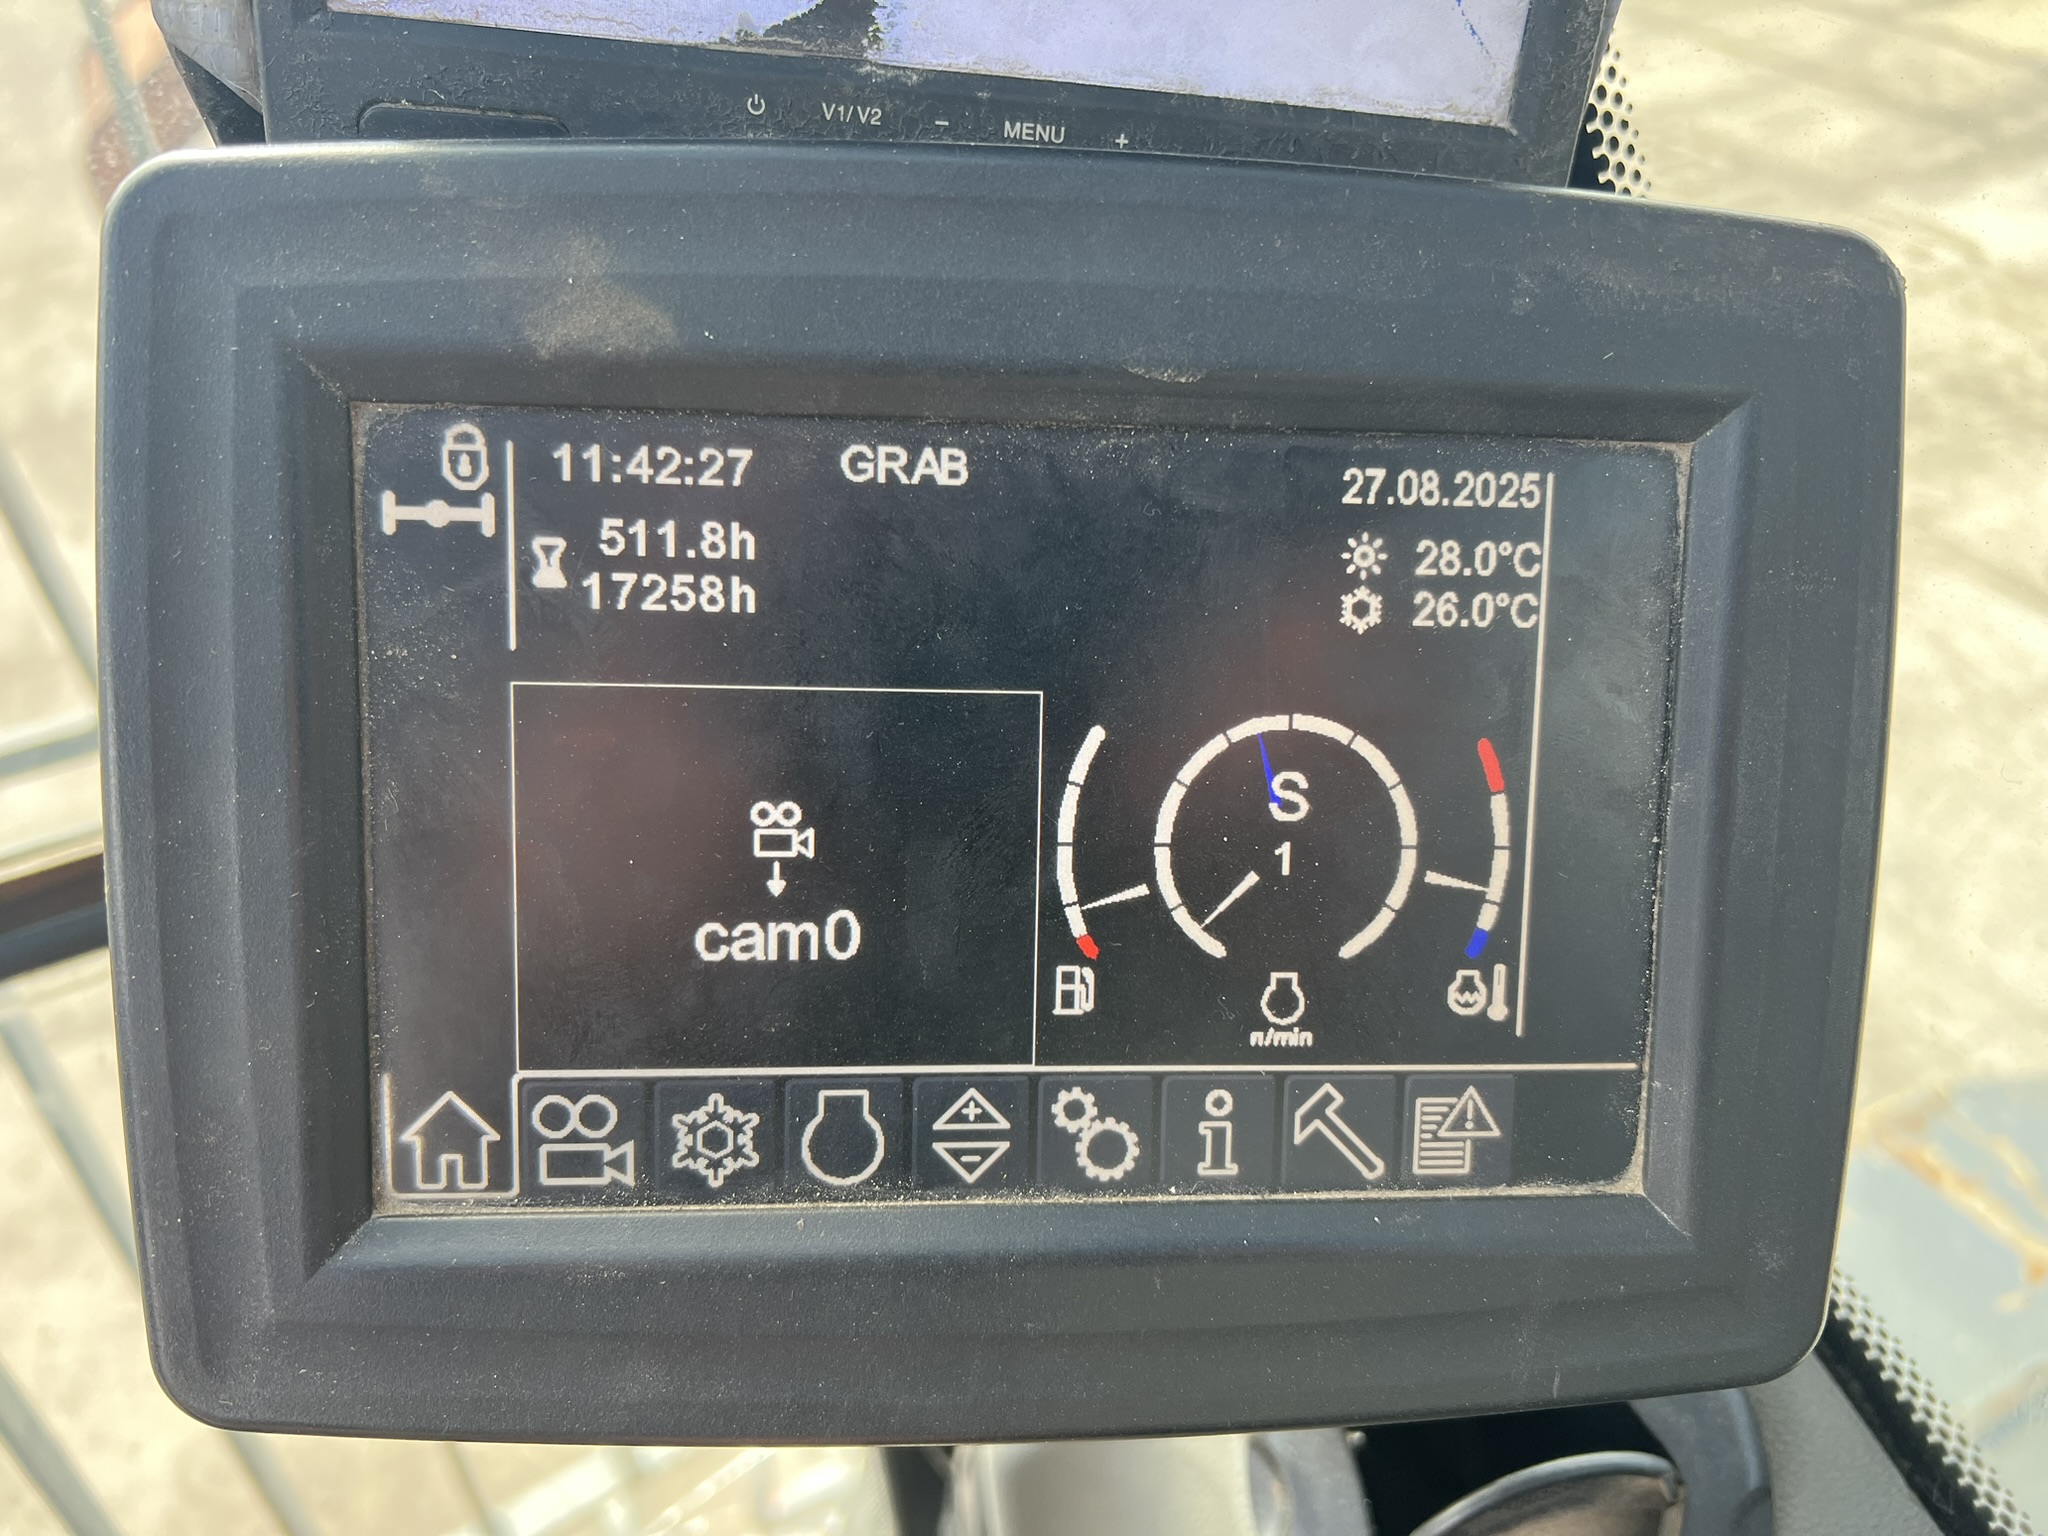 V1/V2 - MENU +
11:42:27 GRAB 27.08.2025
511.8h
17258h
28.0°C
26.0°C
cam0
S
1
n/min